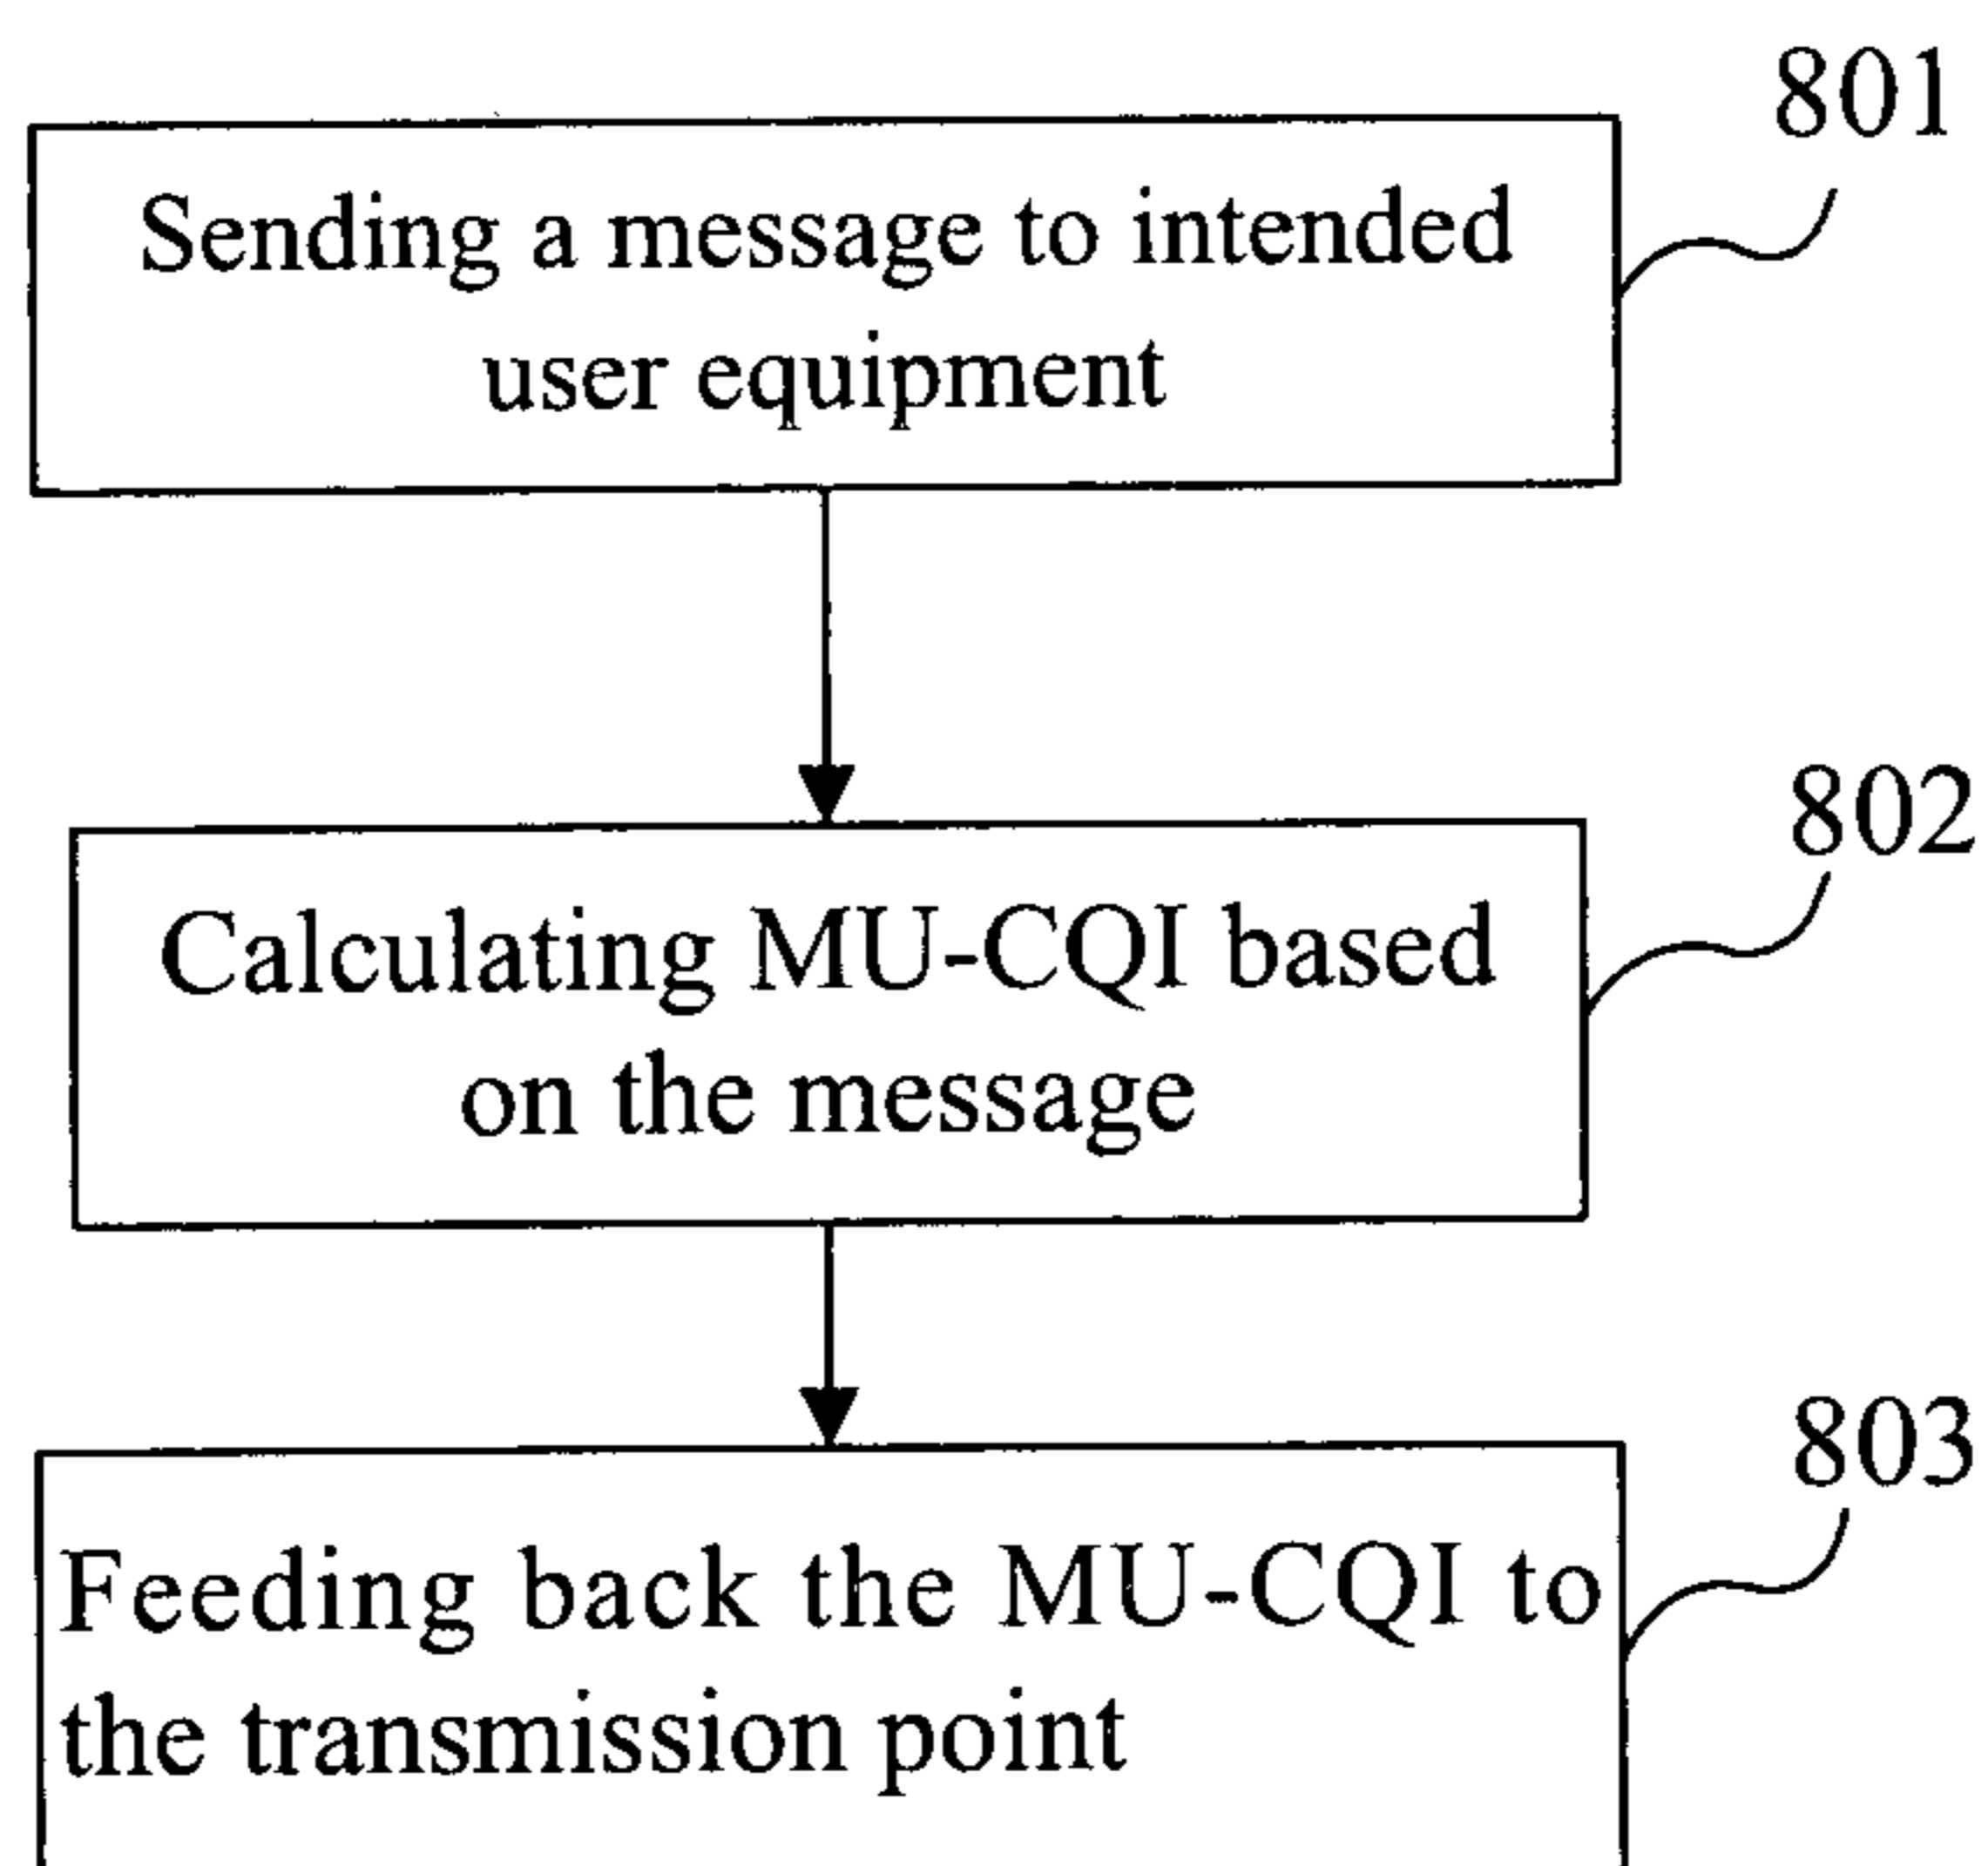 801
Sending a message to intended
user equipment
802
Calculating MU-CQI based
on the message
803
Feeding back the MU-CQI to
the transmission point